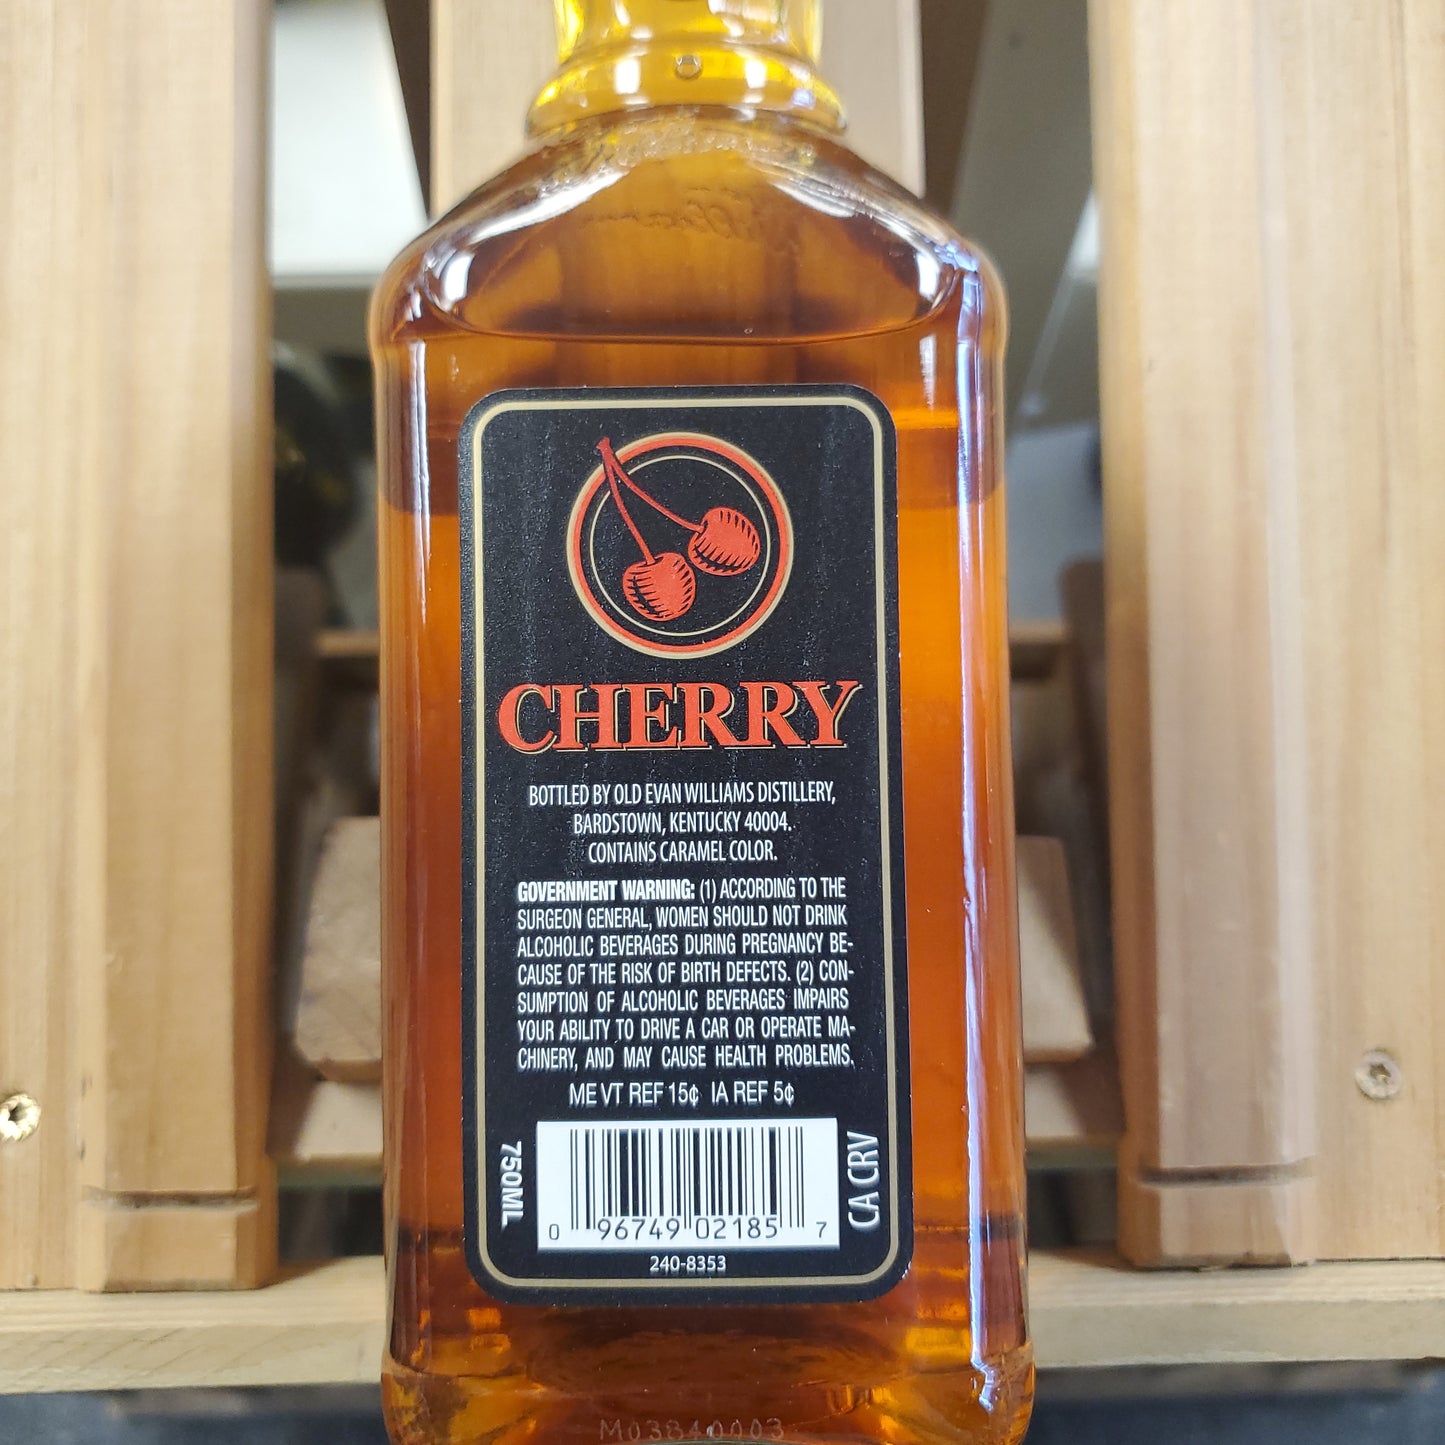 CHERRY
BOTTLED BY OLD EVAN WILLIAMS DISTILLERY,
BARDSTOWN, KENTUCKY 40004.
CONTAINS CARAMEL COLOR.
GOVERNMENT WARNING: (1) ACCORDING TO THE
SURGEON GENERAL, WOMEN SHOULD NOT DRINK
ALCOHOLIC BEVERAGES DURING PREGNANCY BE-
CAUSE OF THE RISK OF BIRTH DEFECTS. (2) CON-
SUMPTION OF ALCOHOLIC BEVERAGES IMPAIRS
YOUR ABILITY TO DRIVE A CAR OR OPERATE MA-
CHINERY, AND MAY CAUSE HEALTH PROBLEMS.
ME VT REF 15¢ IA REF 5¢
750ML
CA CRV
0 96749 02185 7
240-8353
M03840003